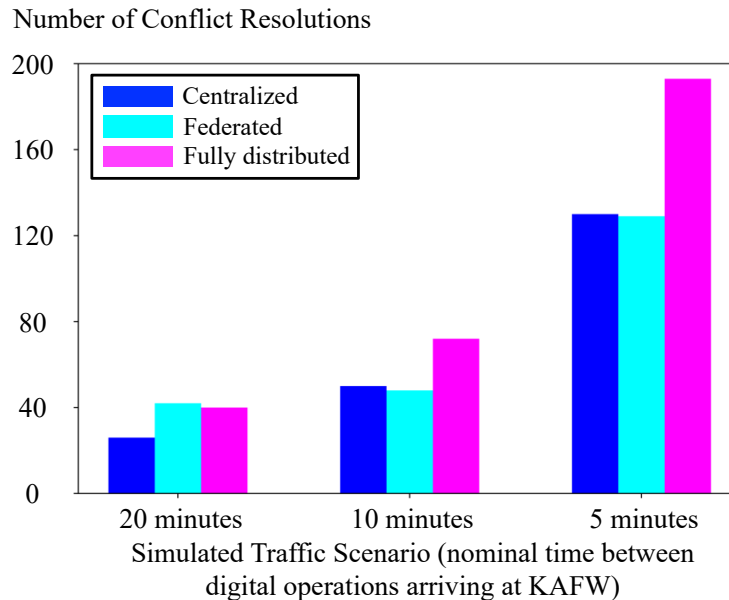 Number of Conflict Resolutions
200
160
120
80
40
0
Centralized
Federated
Fully distributed
20 minutes
10 minutes
5 minutes
Simulated Traffic Scenario (nominal time between
digital operations arriving at KAFW)